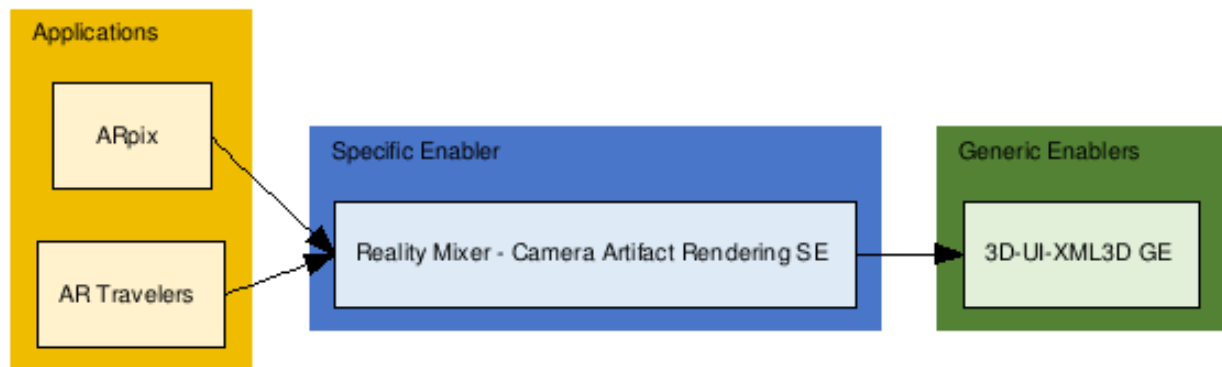 Applications
ARpix
AR Travelers
Specific Enabler
Reality Mixer - Camera Artifact Rendering SE
Generic Enablers
3D-UI-XML3D GE